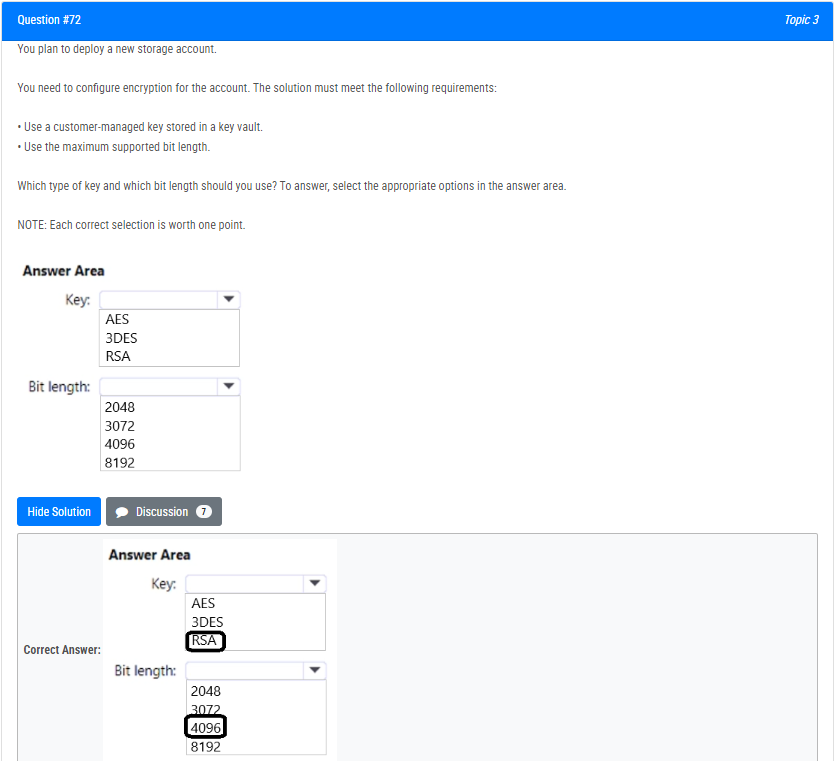 Question #72
Topic 3
You plan to deploy a new storage account.
You need to configure encryption for the account. The solution must meet the following requirements:
• Use a customer-managed key stored in a key vault.
• Use the maximum supported bit length.
Which type of key and which bit length should you use? To answer, select the appropriate options in the answer area.
NOTE: Each correct selection is worth one point.
Answer Area
Key:
AES
3DES
RSA
Bit length:
2048
3072
4096
8192
Hide Solution
Discussion 7
Correct Answer:
Answer Area
Key:
AES
3DES
RSA
Bit length:
2048
3072
4096
8192